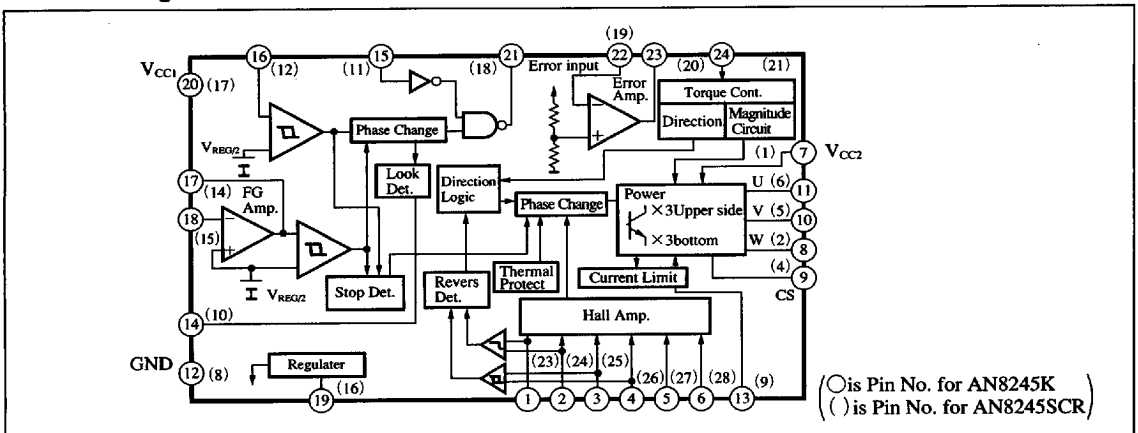 (19)
16 15 21 22 23 24
(12) (11) (18) Error input (20) (21)
VCC1
20 (17)
Error
Amp.
Torque Cont.
Direction. Magnitude
Circuit
Phase Change
VREG/2
(1) 7 VCC2
Look
Det.
Direction
Logic
Phase Change
Power
×3Upper side
×3bottom
U (6)
11
V (5)
10
W (2)
8
17
(14) FG
Amp.
18
(15)
(4)
9
CS
VREG/2
Stop Det.
Revers
Det.
Thermal
Protect
Current Limit
Hall Amp.
14 (10)
GND
12 (8)
Regulater
(16)
19
(23) (24) (25) (26) (27) (28) (9)
1 2 3 4 5 6 13
(○is Pin No. for AN8245K
( )is Pin No. for AN8245SCR)
− +
− +